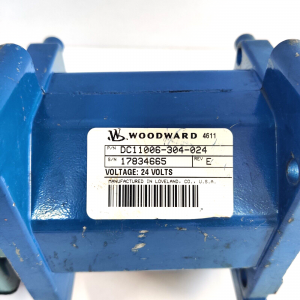 WOODWARD 4611
P/N DC11006-304-024
S/N 17834665 REV E
VOLTAGE: 24 VOLTS
MANUFACTURED IN LOVELAND, CO., U.S.A.